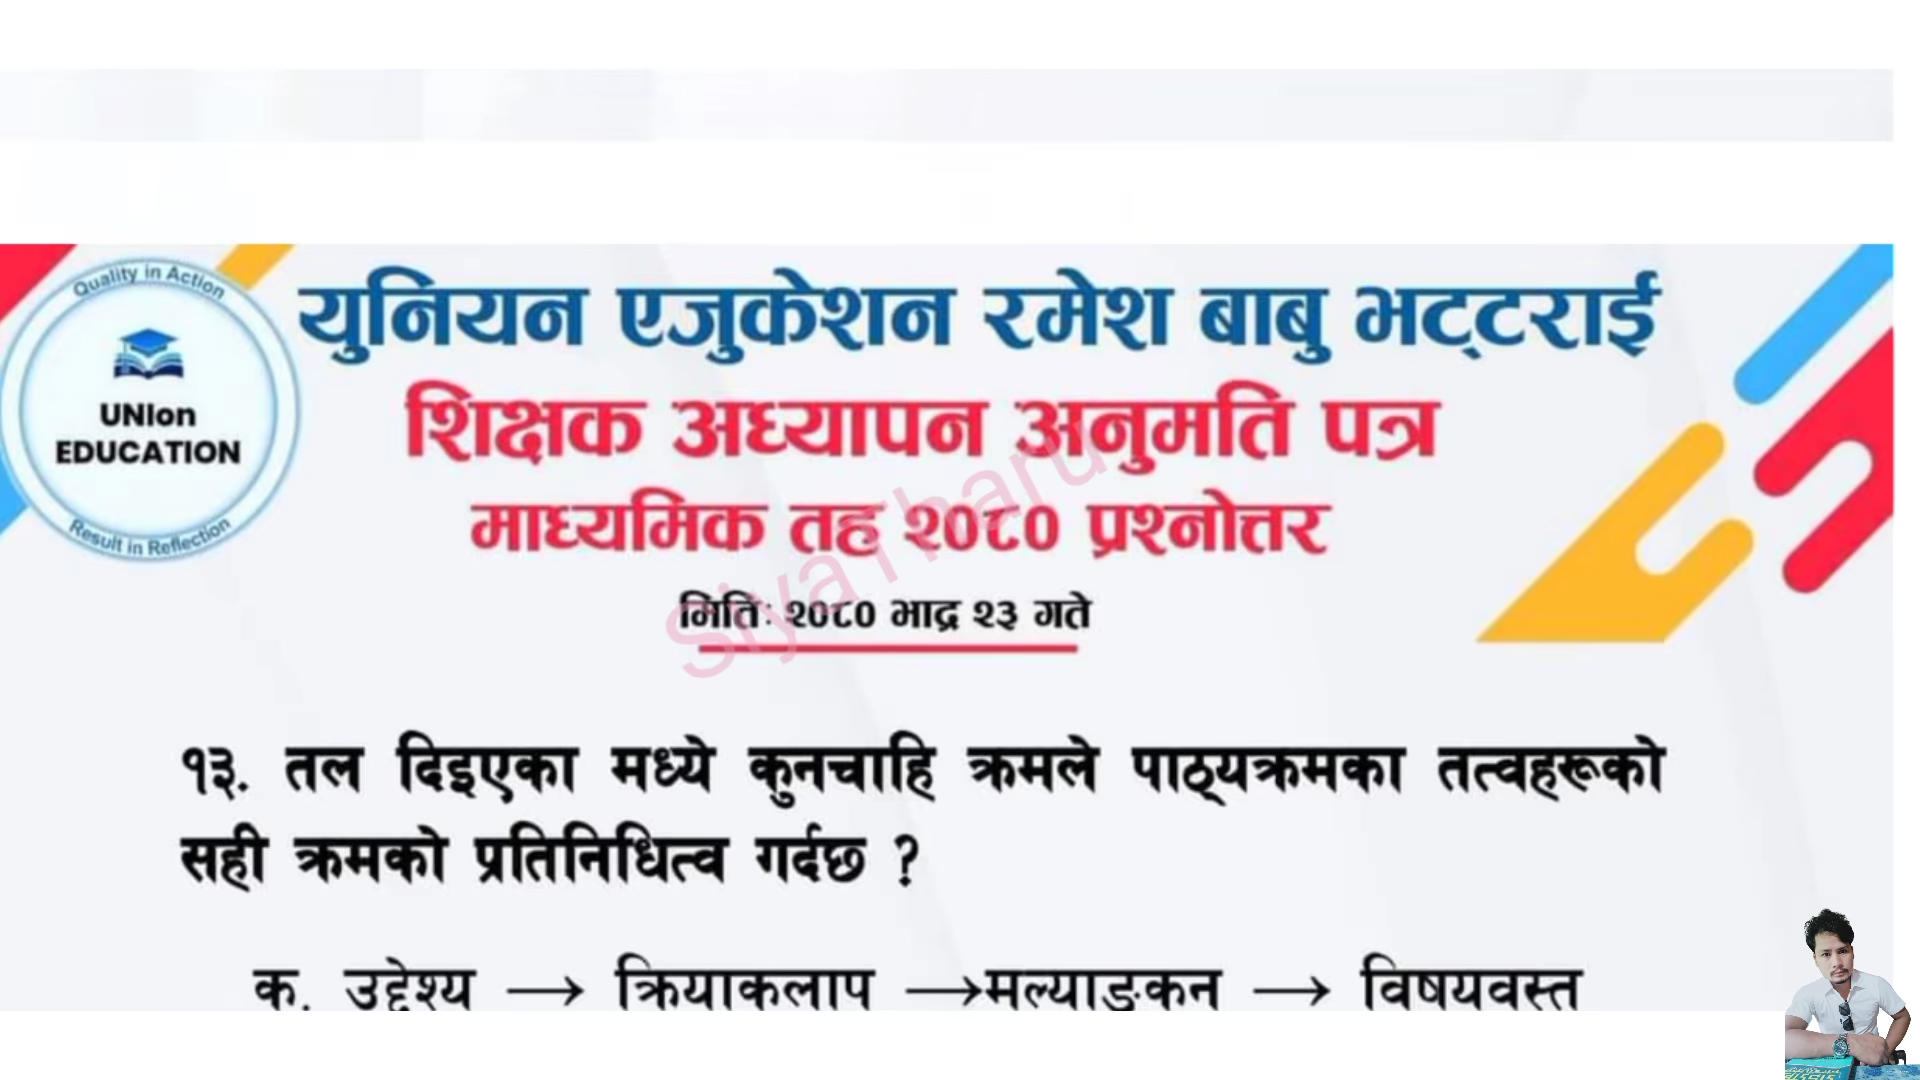 Quality in Action
UNIon
EDUCATION
Result in Reflection
युनियन एजुकेशन रमेश बाबु भट्टराई
शिक्षक अध्यापन अनुमति पत्र
माध्यमिक तह २०८० प्रश्नोत्तर
मितिः २०८० भाद्र २३ गते
SiyaTharu
१३. तल दिइएका मध्ये कुनचाहि क्रमले पाठ्यक्रमका तत्वहरूको
सही क्रमको प्रतिनिधित्व गर्दछ ?
क. उद्देश्य → क्रियाकलाप →मल्याङ्कन → विषयवस्त